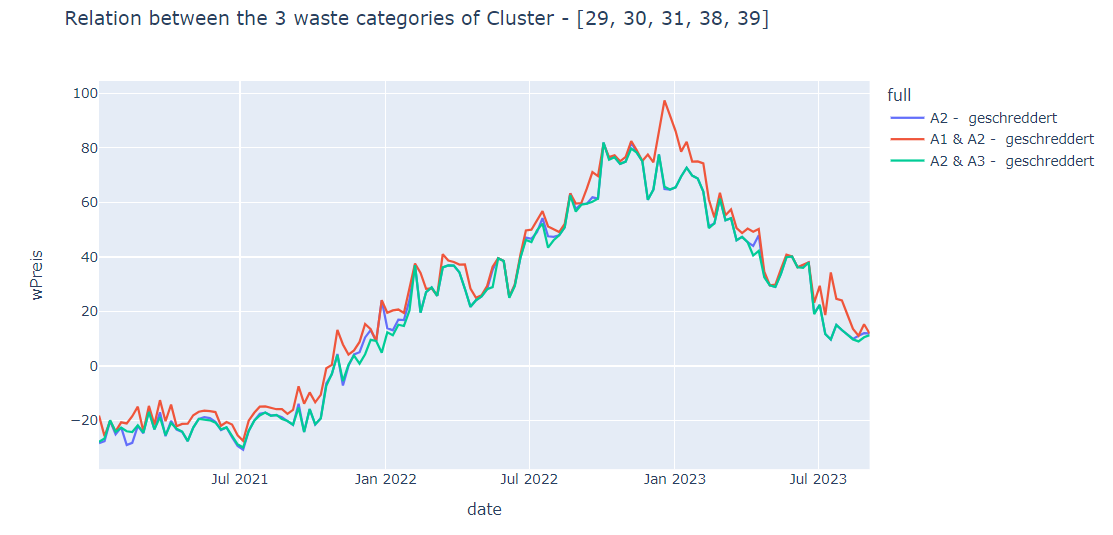 Relation between the 3 waste categories of Cluster - [29, 30, 31, 38, 39]
full
A2 -  geschreddert
A1 & A2 -  geschreddert
A2 & A3 -  geschreddert
wPreis
100
80
60
40
20
0
−20
Jul 2021
Jan 2022
Jul 2022
Jan 2023
Jul 2023
date